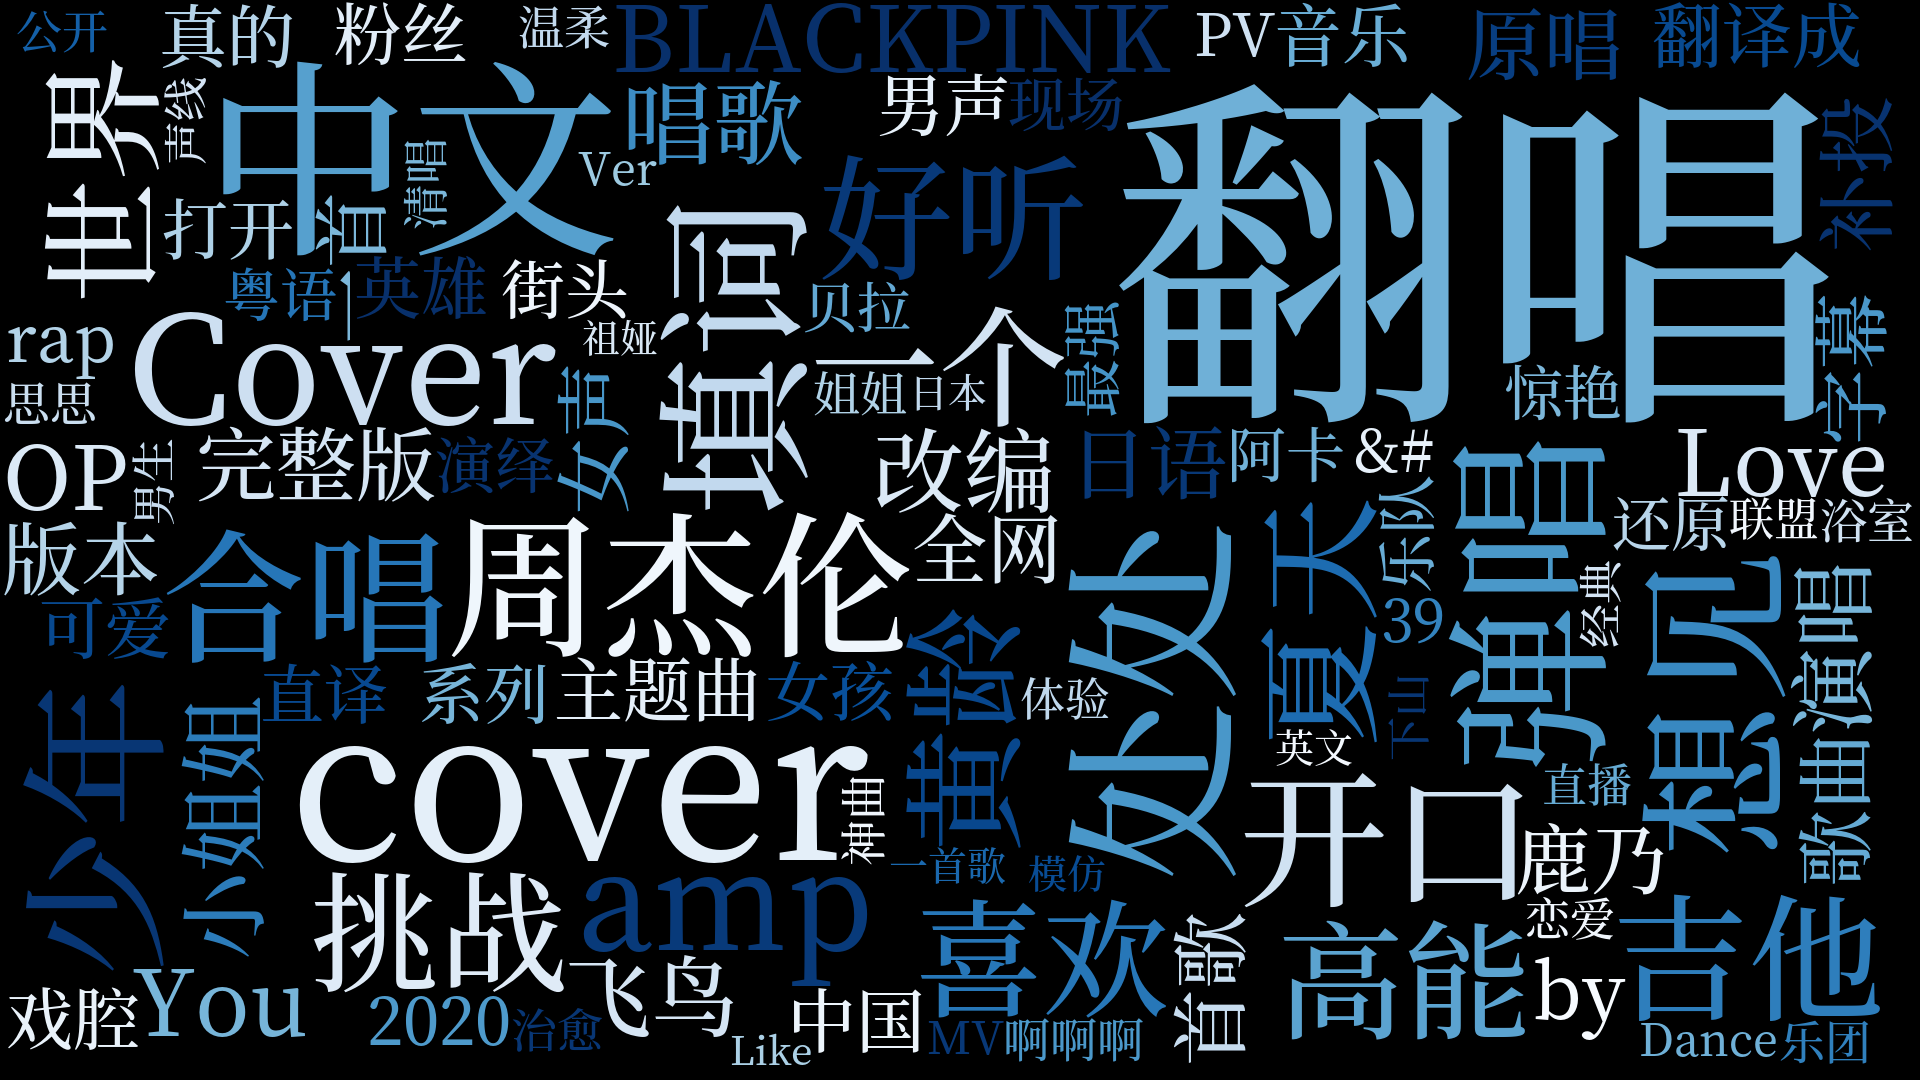 公开
真的
粉丝
温柔
BLACKPINK
PV音乐
原唱
翻译成
世界
声线
中文
清唱
唱歌
Ver
男声
现场
好听
翻唱
补投
打开
首
填词
粤语
英雄
街头
贝拉
一个
最强
字幕
rap
Cover
祖娅
姐姐
日本
惊艳
思思
女声
OP
男生
完整版
演绎
改编
日语
阿卡
&#
Love
版本
合唱
周杰伦
全网
处处
夏天
乐队
弹唱
还原
联盟
浴室
可爱
黄龄
39
经典
想见
演唱
直译
系列
主题曲
女孩
体验
下山
少年
小姐姐
cover
神曲
英文
开口
直播
歌曲
一首歌
模仿
鹿乃
挑战
amp
喜欢
首歌
高能
恋爱
吉他
by
戏腔
You
2020
治愈
飞鸟
Like
中国
MV
啊啊啊
Dance
乐团